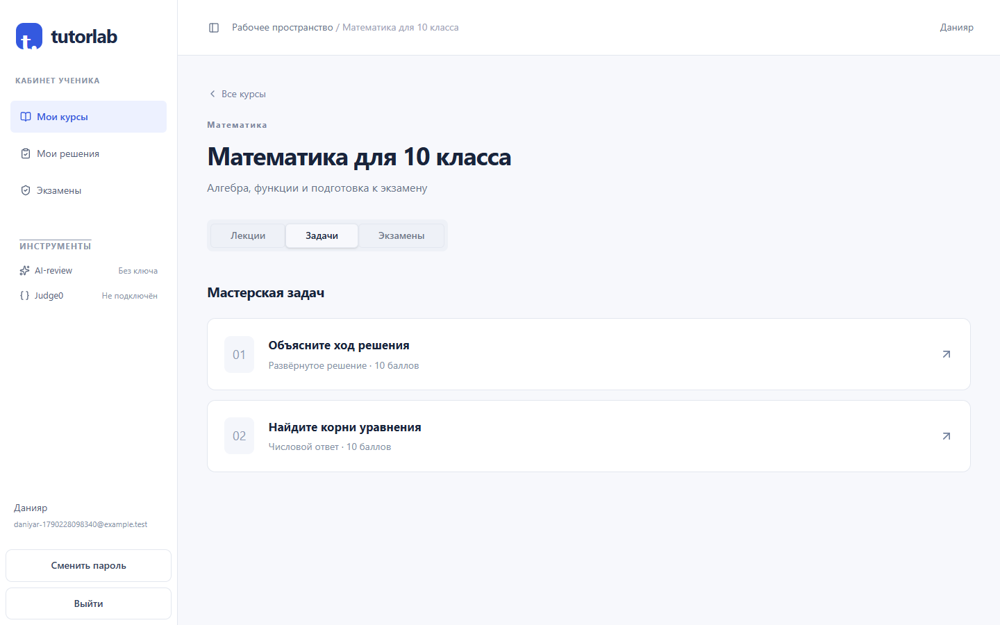 t.
tutorlab
КАБИНЕТ УЧЕНИКА
Мои курсы
Мои решения
Экзамены
ИНСТРУМЕНТЫ
AI-review
Без ключа
Judge0
Не подключён
Данияр
daniyar-1790228098340@example.test
Сменить пароль
Выйти
Рабочее пространство / Математика для 10 класса
Данияр
Все курсы
Математика
Математика для 10 класса
Алгебра, функции и подготовка к экзамену
Лекции
Задачи
Экзамены
Мастерская задач
01
Объясните ход решения
Развёрнутое решение · 10 баллов
02
Найдите корни уравнения
Числовой ответ · 10 баллов